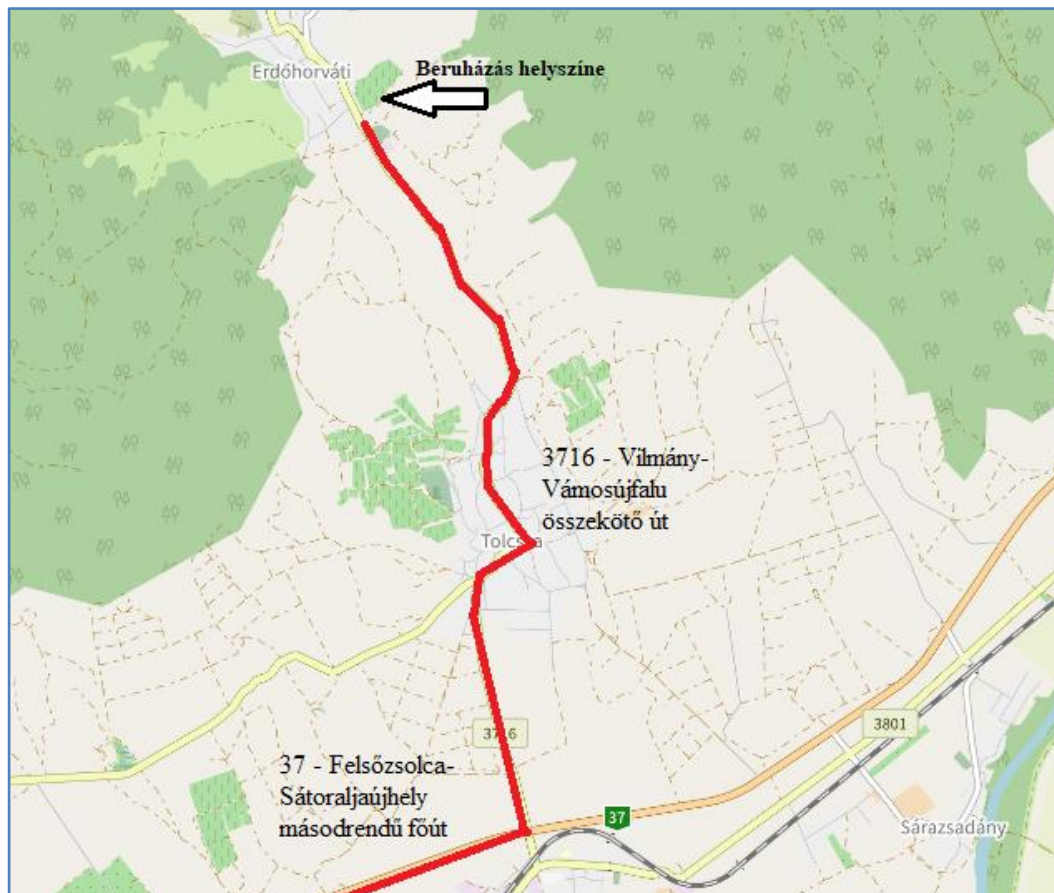 Erdőhorváti
Beruházás helyszíne
3716 - Vilmány-
Vámosújfalu
összekötő út
Tolcsva
3716
3801
37 - Felsőzsolca-
Sátoraljaújhely
másodrendű főút
37
Sárazsadány